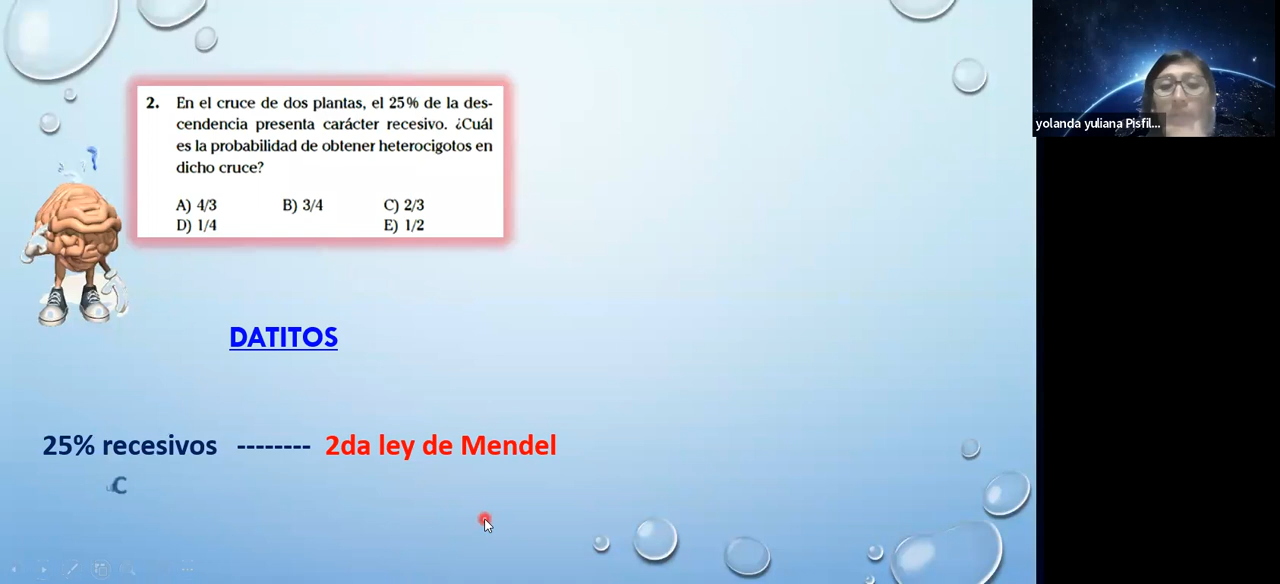 2. En el cruce de dos plantas, el 25% de la des-
cendencia presenta carácter recesivo. ¿Cuál
es la probabilidad de obtener heterocigotos en
dicho cruce?
A) 4/3 B) 3/4 C) 2/3
D) 1/4 E) 1/2
DATITOS
25% recesivos -------- 2da ley de Mendel
C
yolanda yuliana Pisfil...